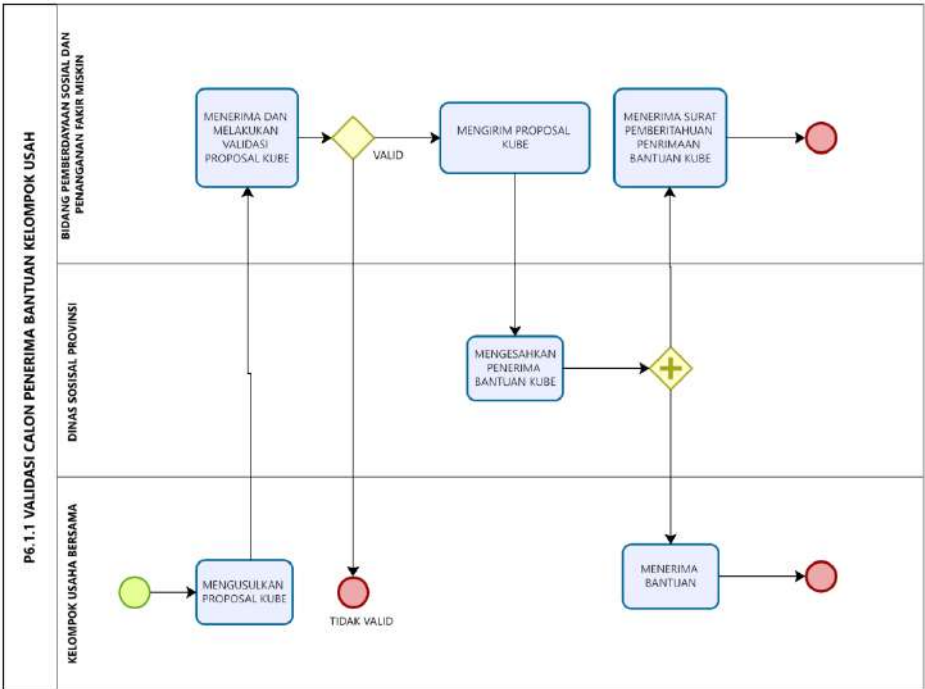 P6.1.1 VALIDASI CALON PENERIMA BANTUAN KELOMPOK USAH
BIDANG PEMBERDAYAAN SOSIAL DAN
PENANGANAN FAKIR MISKIN
MENERIMA DAN
MELAKUKAN
VALIDASI
PROPOSAL KUBE
VALID
MENGIRIM PROPOSAL
KUBE
MENERIMA SURAT
PEMBERITAHUAN
PENRIMAAN
BANTUAN KUBE
DINAS SOSISAL PROVINSI
MENGESAHKAN
PENERIMA
BANTUAN KUBE
KELOMPOK USAHA BERSAMA
MENGUSULKAN
PROPOSAL KUBE
TIDAK VALID
MENERIMA
BANTUAN